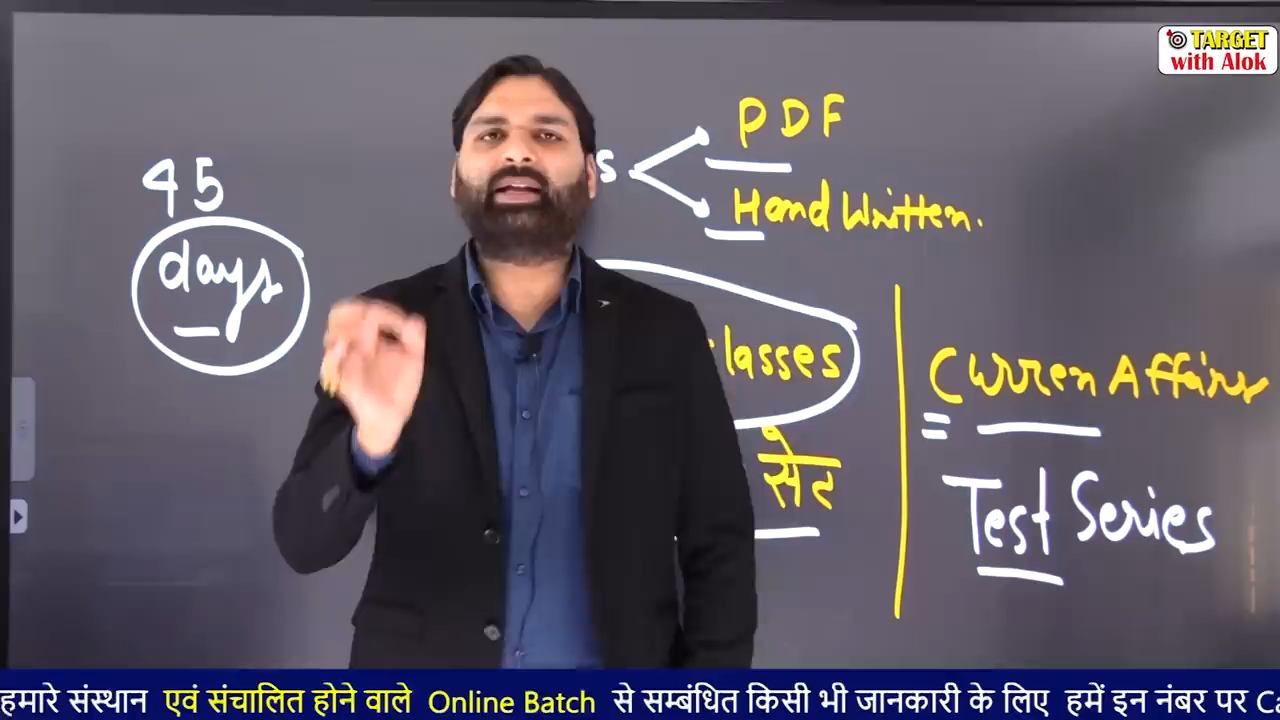 TARGET
with Alok
PDF
45
s
Hand Written.
days
lasses
Curren Affairs
सेट
Test Series
हमारे संस्थान एवं संचालित होने वाले Online Batch से सम्बंधित किसी भी जानकारी के लिए हमें इन नंबर पर Ca